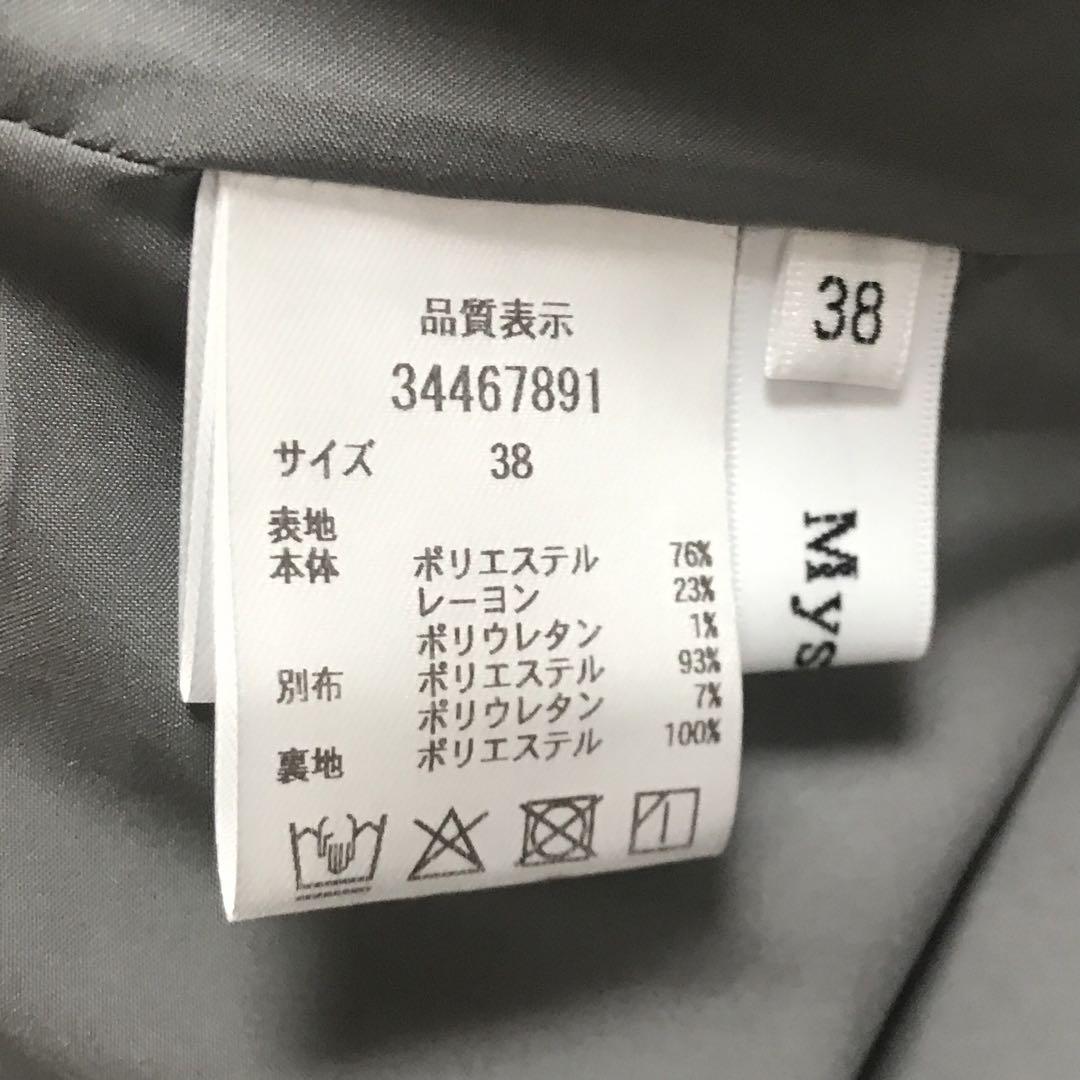 品質表示
34467891
サイズ 38
表地
本体 ポリエステル 76%
レーヨン 23%
ポリウレタン 1%
別布 ポリエステル 93%
ポリウレタン 7%
裏地 ポリエステル 100%
38
Mys